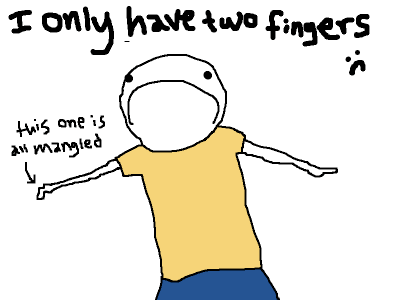 I only have two fingers
:c
this one is
all mangled